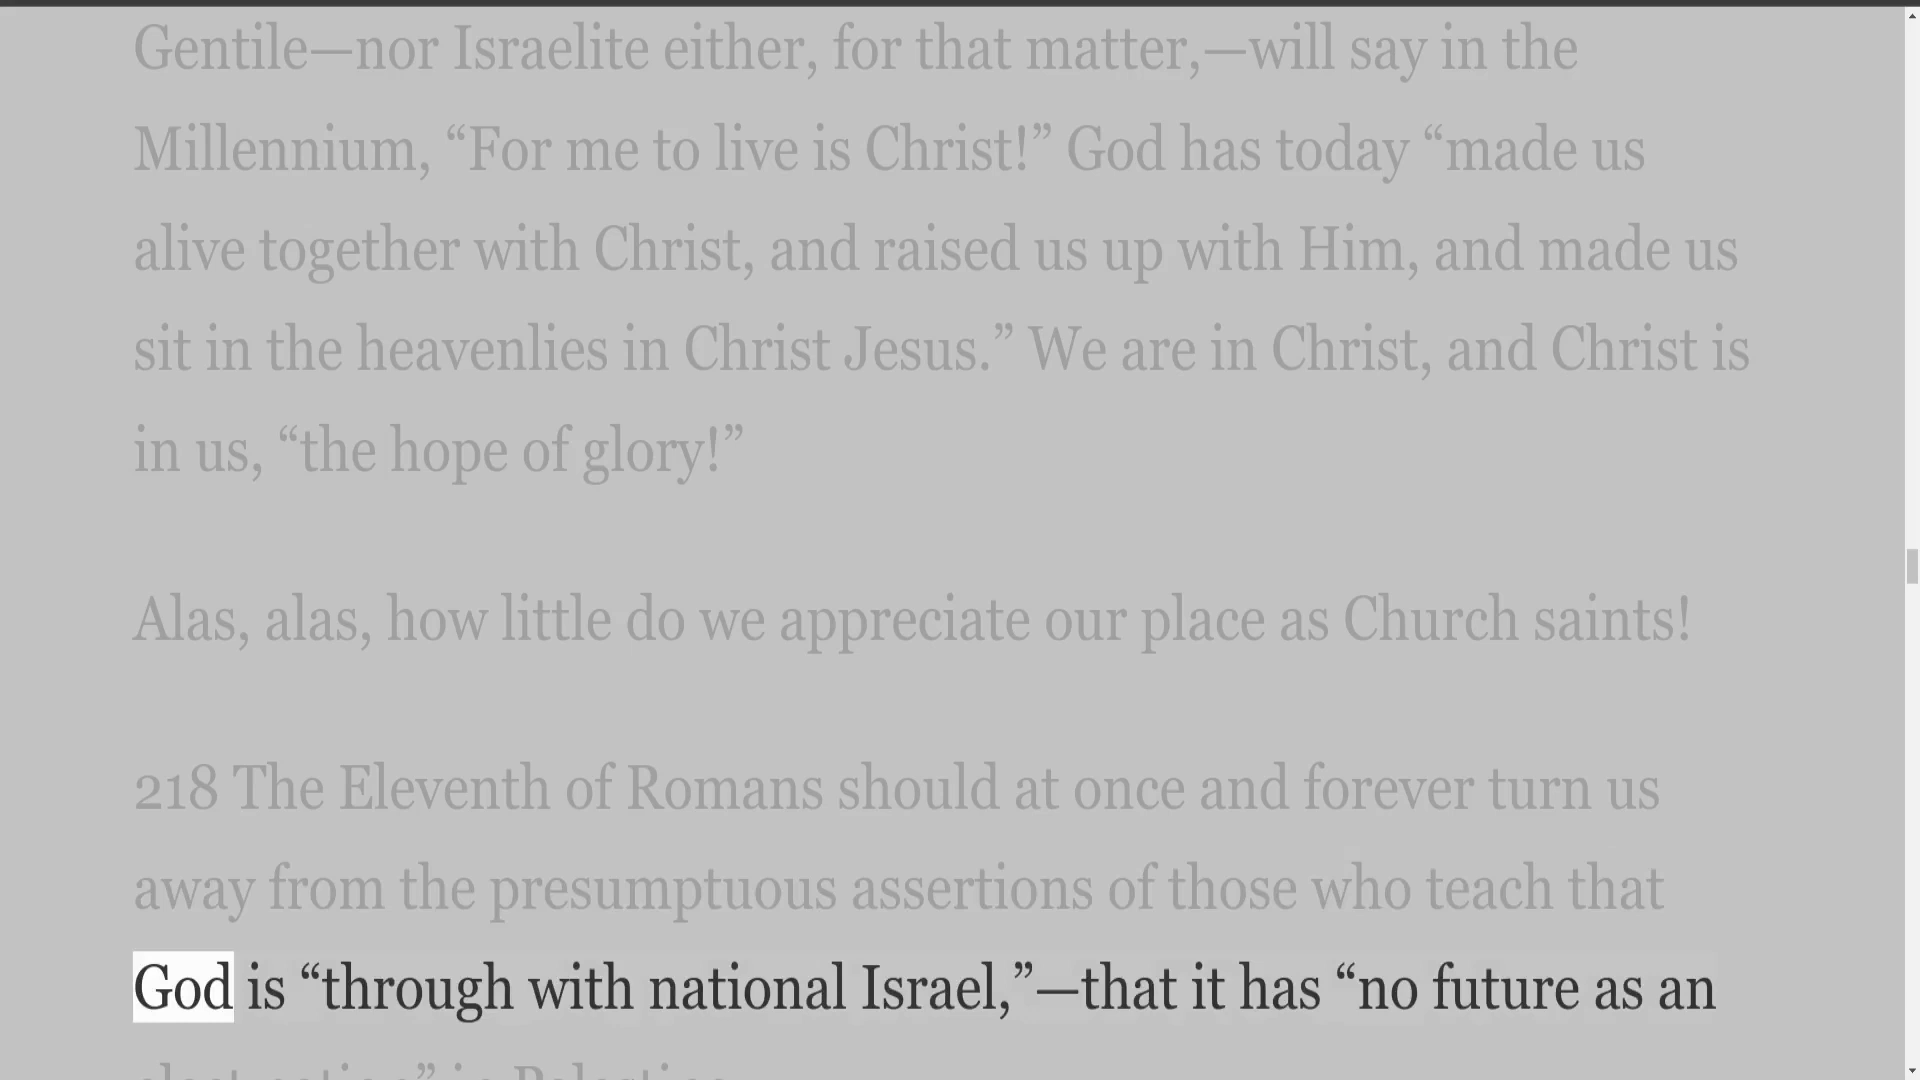 Gentile—nor Israelite either, for that matter,—will say in the
Millennium, “For me to live is Christ!” God has today “made us
alive together with Christ, and raised us up with Him, and made us
sit in the heavenlies in Christ Jesus.” We are in Christ, and Christ is
in us, “the hope of glory!”
Alas, alas, how little do we appreciate our place as Church saints!
218 The Eleventh of Romans should at once and forever turn us
away from the presumptuous assertions of those who teach that
God is “through with national Israel,”—that it has “no future as an
elect nation” in Palestine